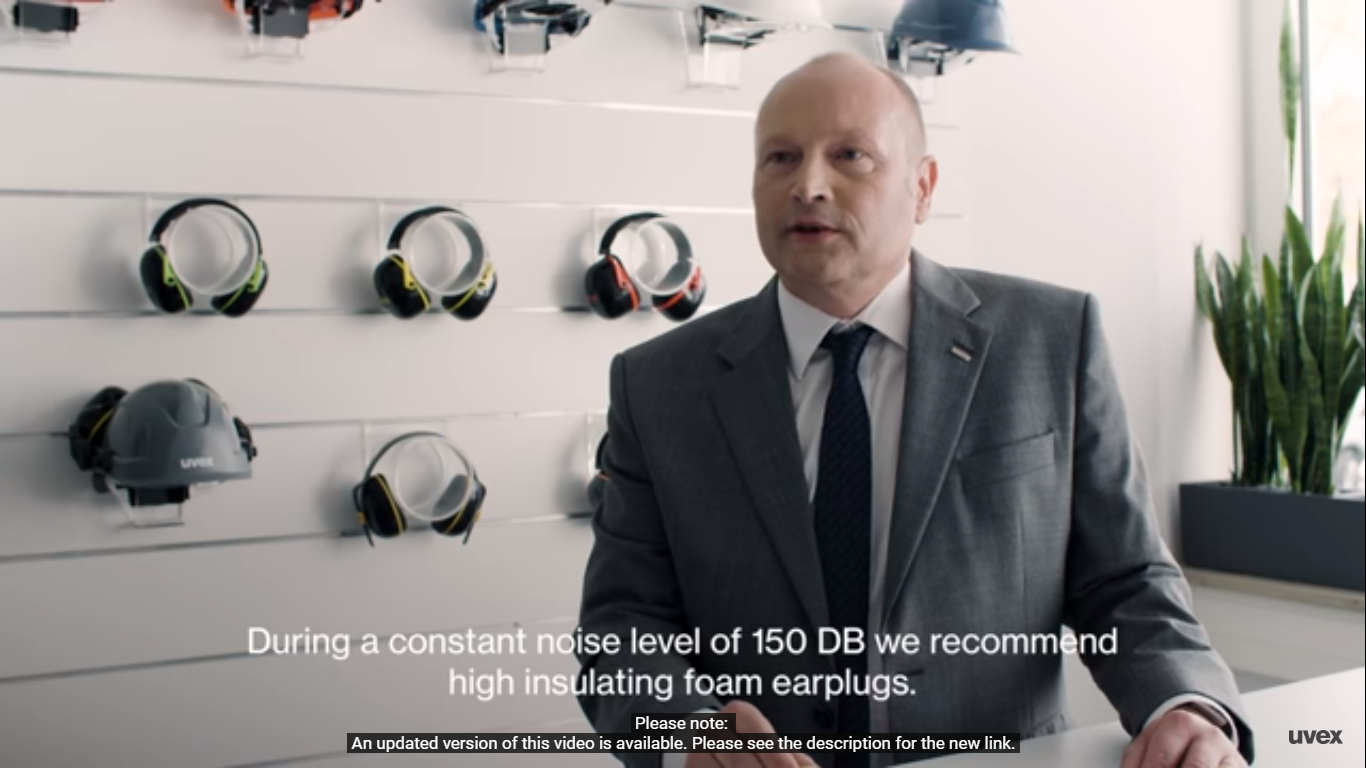 uvex
During a constant noise level of 150 DB we recommend
high insulating foam earplugs.
Please note:
An updated version of this video is available. Please see the description for the new link.
uvex